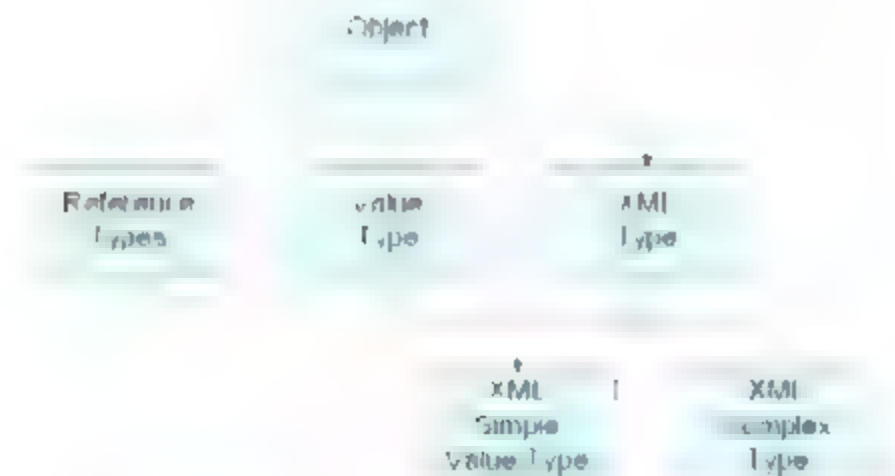 Object
Reference
Types
Value
Type
XML
Type
XML
Simple
Value Type
XML
Complex
Type